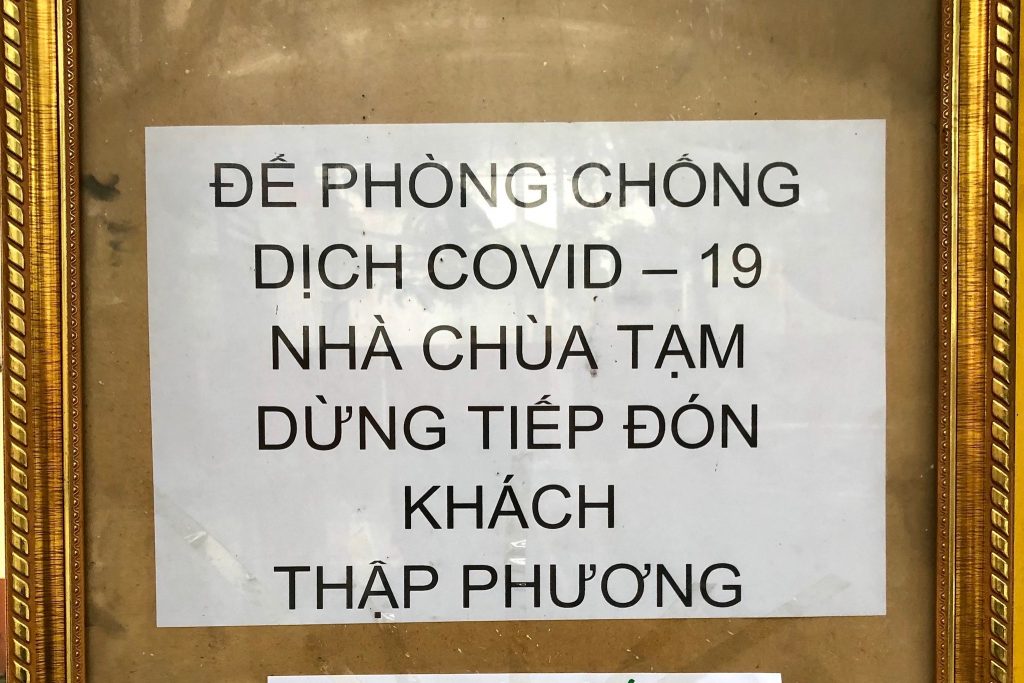 ĐỂ PHÒNG CHỐNG
DỊCH COVID – 19
NHÀ CHÙA TẠM
DỪNG TIẾP ĐÓN
KHÁCH
THẬP PHƯƠNG